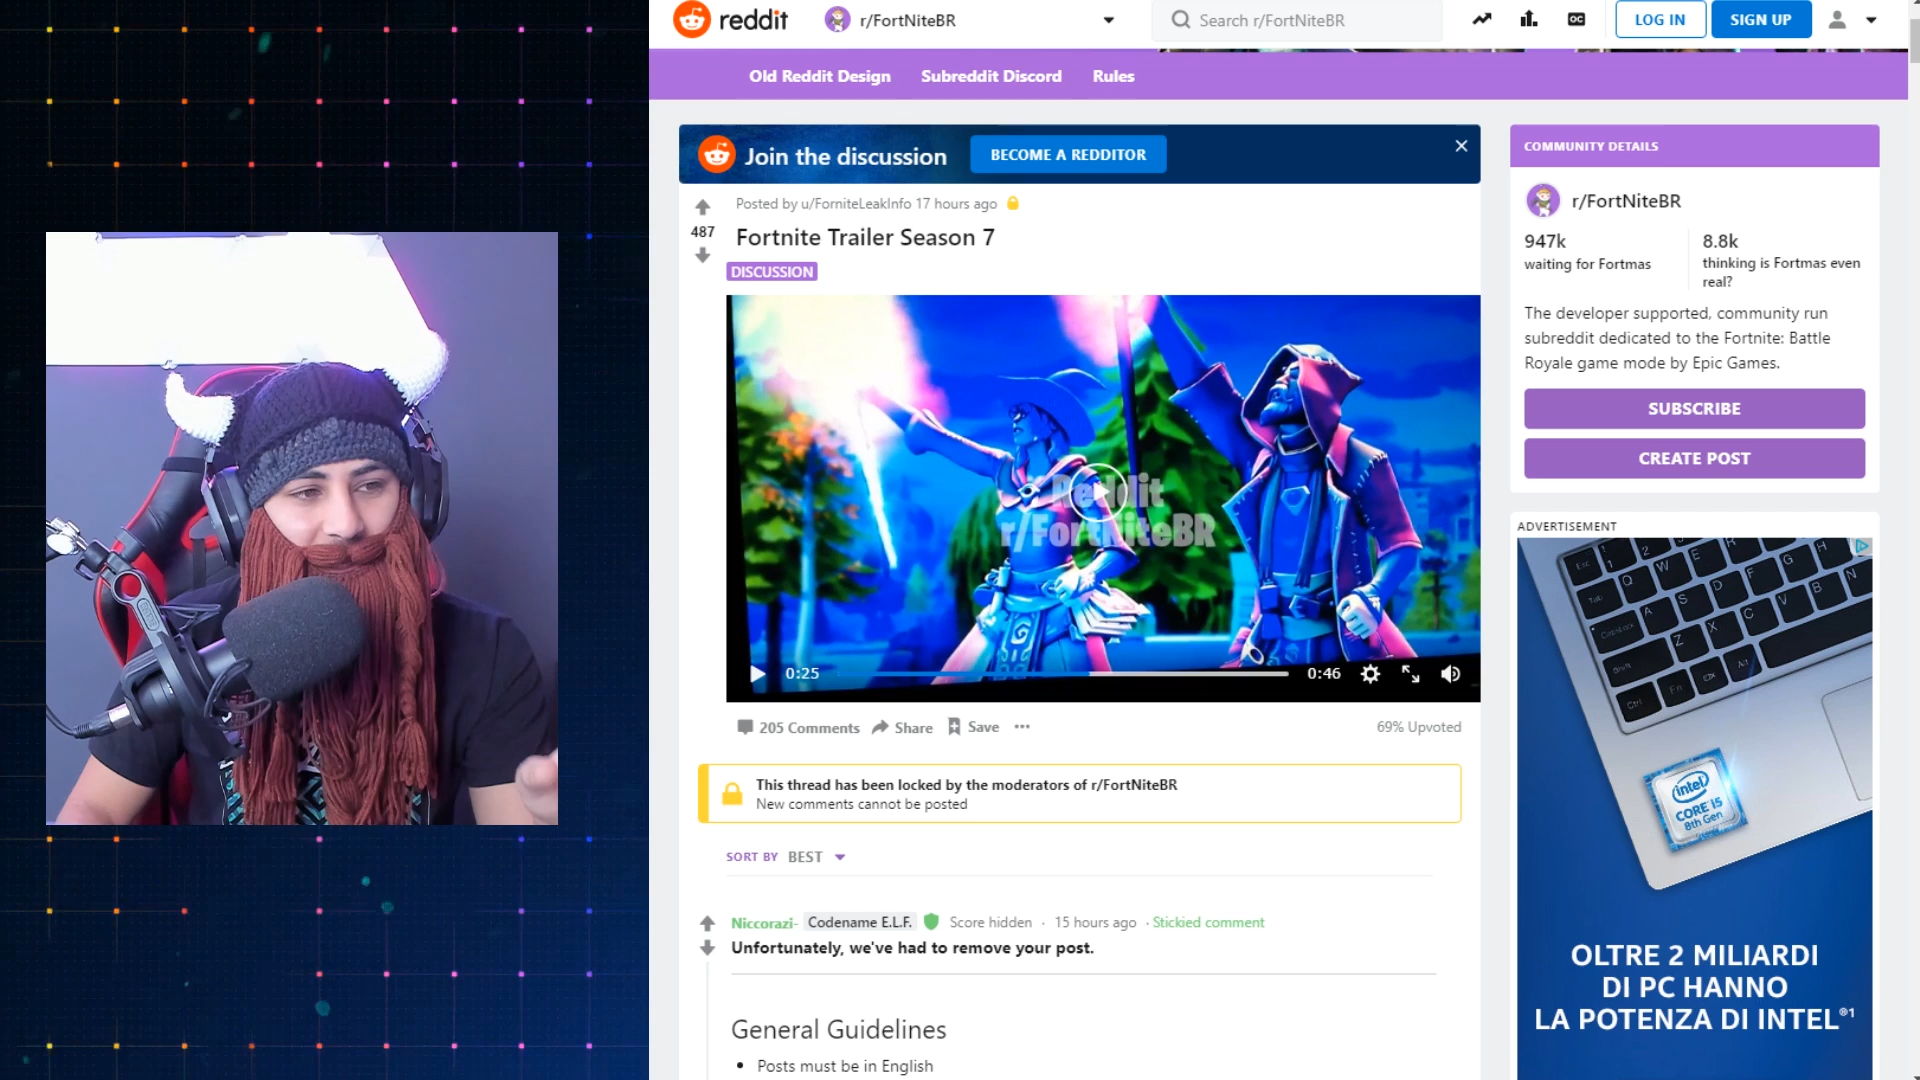 reddit
r/FortNiteBR
Search r/FortNiteBR
LOG IN
SIGN UP
Old Reddit Design
Subreddit Discord
Rules
Join the discussion
BECOME A REDDITOR
Posted by u/ForniteLeakInfo 17 hours ago
487
Fortnite Trailer Season 7
DISCUSSION
Reddit
r/FortNiteBR
0:25
0:46
205 Comments
Share
Save
69% Upvoted
This thread has been locked by the moderators of r/FortNiteBR
New comments cannot be posted
SORT BY BEST
Niccorazi- Codename E.L.F. Score hidden · 15 hours ago · Stickied comment
Unfortunately, we've had to remove your post.
General Guidelines
• Posts must be in English
COMMUNITY DETAILS
r/FortNiteBR
947k
waiting for Fortmas
8.8k
thinking is Fortmas even
real?
The developer supported, community run
subreddit dedicated to the Fortnite: Battle
Royale game mode by Epic Games.
SUBSCRIBE
CREATE POST
ADVERTISEMENT
intel
CORE i5
8th Gen
OLTRE 2 MILIARDI
DI PC HANNO
LA POTENZA DI INTEL®1